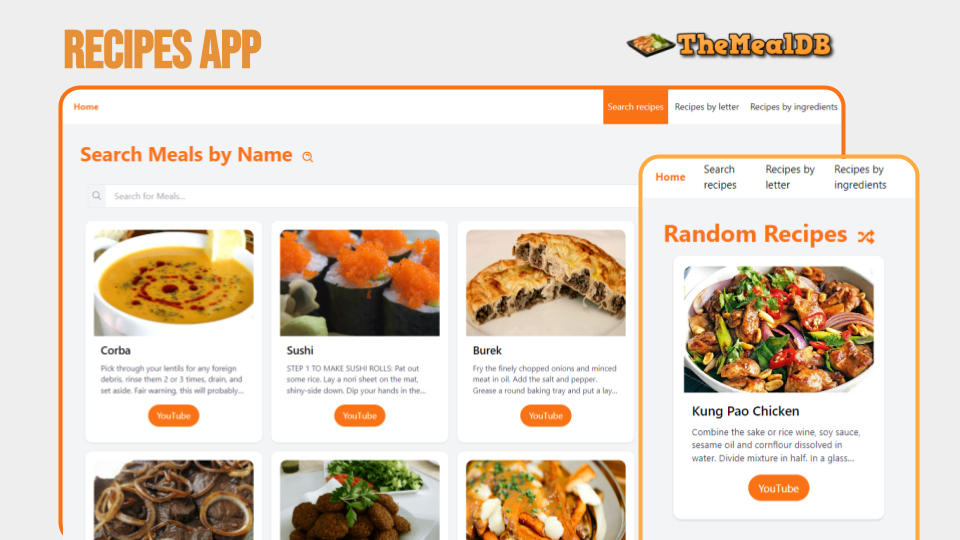 RECIPES APP
TheMealDB
Home
Search recipes
Recipes by letter
Recipes by ingredients
Search Meals by Name
Search for Meals...
Corba
Pick through your lentils for any foreign
debris, rinse them 2 or 3 times, drain, and
set aside. Fair warning, this will probably...
YouTube
Sushi
STEP 1 TO MAKE SUSHI ROLLS: Pat out
some rice. Lay a nori sheet on the mat,
shiny-side down. Dip your hands in the...
YouTube
Burek
Fry the finely chopped onions and minced
meat in oil. Add the salt and pepper.
Grease a round baking tray and put a lay...
YouTube
Home
Search
recipes
Recipes by
letter
Recipes by
ingredients
Random Recipes
Kung Pao Chicken
Combine the sake or rice wine, soy sauce,
sesame oil and cornflour dissolved in
water. Divide mixture in half. In a glass...
YouTube